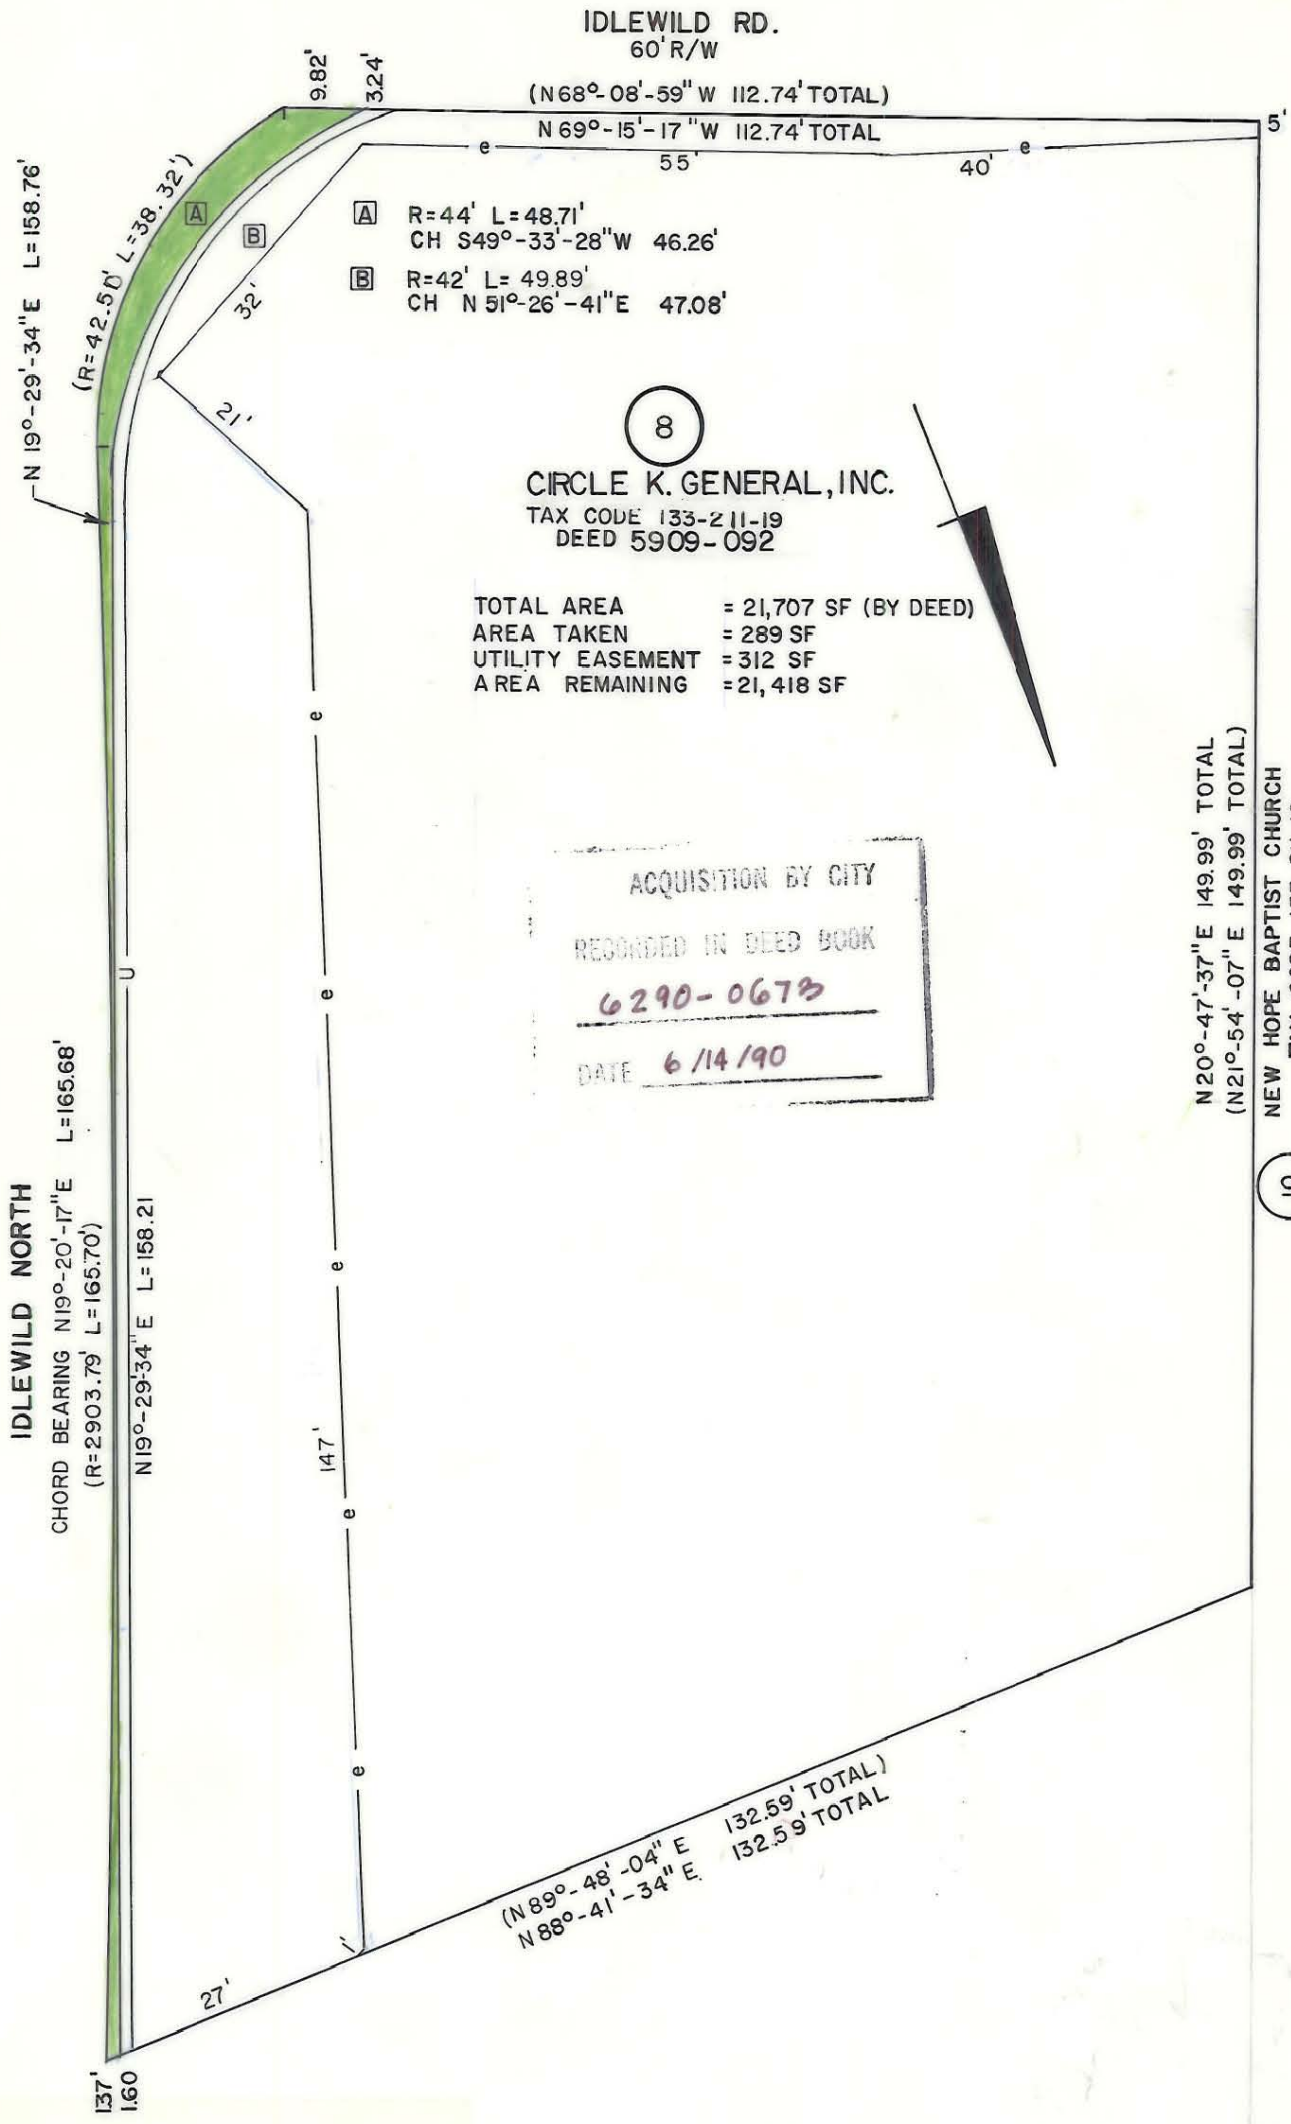 IDLEWILD RD.
60' R/W
9.82'
3.24'
(N68°-08'-59" W 112.74' TOTAL)
N 69°-15'-17" W 112.74' TOTAL
5'
e
e
55'
40'
N 19°-29'-34" E L=158.76'
(R=42.50' L=38.32')
A
B
A R=44' L=48.71'
CH S49°-33'-28"W 46.26'
B R=42' L= 49.89'
CH N 51°-26'-41"E 47.08'
32'
21'
8
CIRCLE K. GENERAL, INC.
TAX CODE 133-211-19
DEED 5909-092
TOTAL AREA = 21,707 SF (BY DEED)
AREA TAKEN = 289 SF
UTILITY EASEMENT = 312 SF
AREA REMAINING = 21,418 SF
e
ACQUISITION BY CITY
RECORDED IN DEED BOOK
6290-0673
DATE 6/14/90
N20°-47'-37" E 149.99' TOTAL
(N21°-54'-07" E 149.99' TOTAL)
NEW HOPE BAPTIST CHURCH
U
e
e
IDLEWILD NORTH
CHORD BEARING N19°-20'-17"E L=165.68'
(R=2903.79' L=165.70')
N19°-29'34" E L=158.21
147'
e
e
(N89°-48'-04" E 132.59' TOTAL)
N88°-41'-34" E. 132.59' TOTAL
1'
27'
137'
1.60